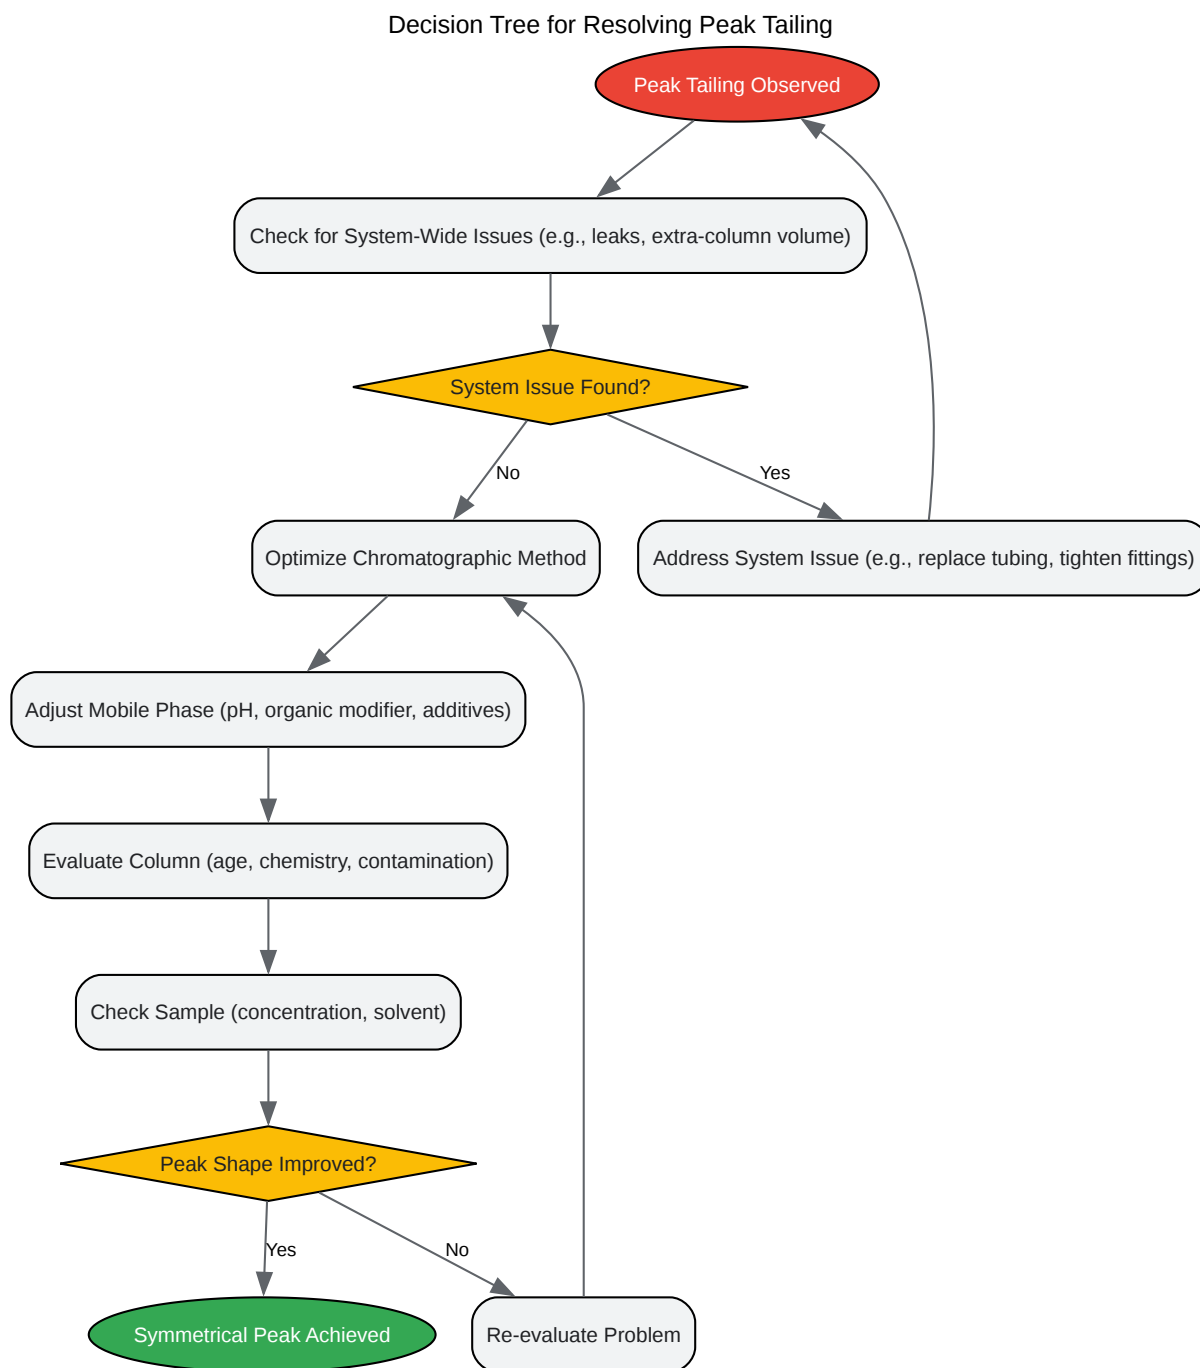 Decision Tree for Resolving Peak Tailing
Peak Tailing Observed
Check for System-Wide Issues (e.g., leaks, extra-column volume)
System Issue Found?
No
Yes
Optimize Chromatographic Method
Address System Issue (e.g., replace tubing, tighten fittings)
Adjust Mobile Phase (pH, organic modifier, additives)
Evaluate Column (age, chemistry, contamination)
Check Sample (concentration, solvent)
Peak Shape Improved?
Yes
No
Symmetrical Peak Achieved
Re-evaluate Problem